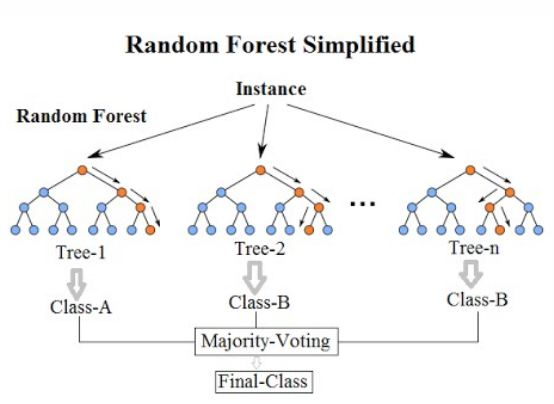 Random Forest Simplified
Instance
Random Forest
...
Tree-1
Tree-2
Tree-n
Class-A
Class-B
Class-B
Majority-Voting
Final-Class